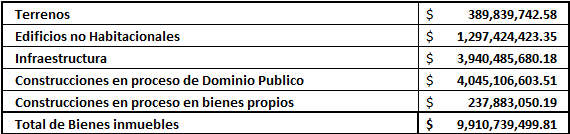 Terrenos $ 389,839,742.58
Edificios no Habitacionales $ 1,297,424,423.35
Infraestructura $ 3,940,485,680.18
Construcciones en proceso de Dominio Publico $ 4,045,106,603.51
Construcciones en proceso en bienes propios $ 237,883,050.19
Total de Bienes inmuebles $ 9,910,739,499.81